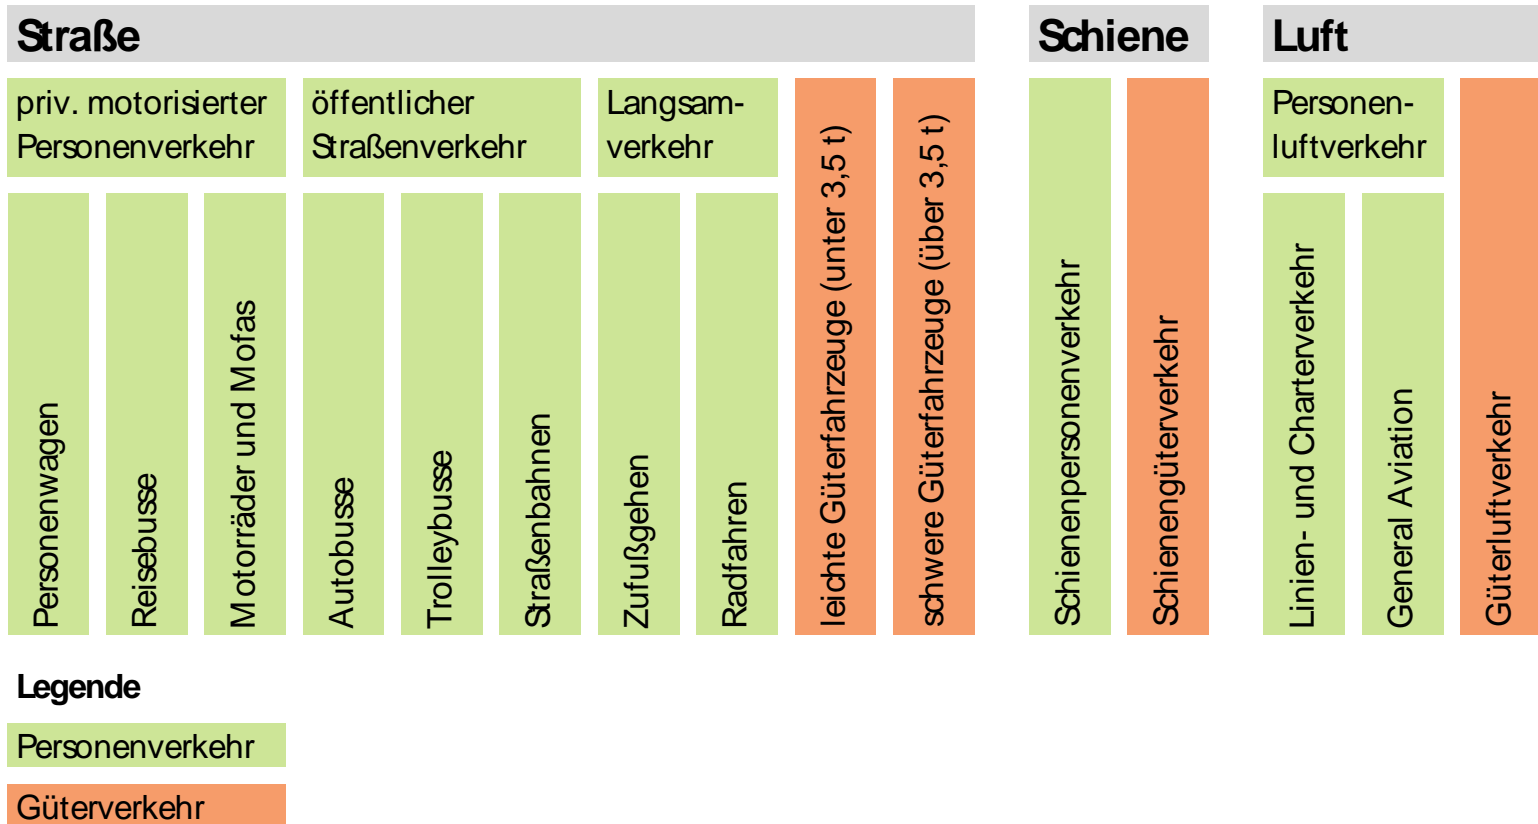 Straße
Schiene
Luft
priv. motorisierter
Personenverkehr
öffentlicher
Straßenverkehr
Langsam-
verkehr
Personen-
luftverkehr
Personenwagen
Reisebusse
Motorräder und Mofas
Autobusse
Trolleybusse
Straßenbahnen
Zufußgehen
Radfahren
leichte Güterfahrzeuge (unter 3,5 t)
schwere Güterfahrzeuge (über 3,5 t)
Schienenpersonenverkehr
Schienengüterverkehr
Linien- und Charterverkehr
General Aviation
Güterluftverkehr
Legende
Personenverkehr
Güterverkehr